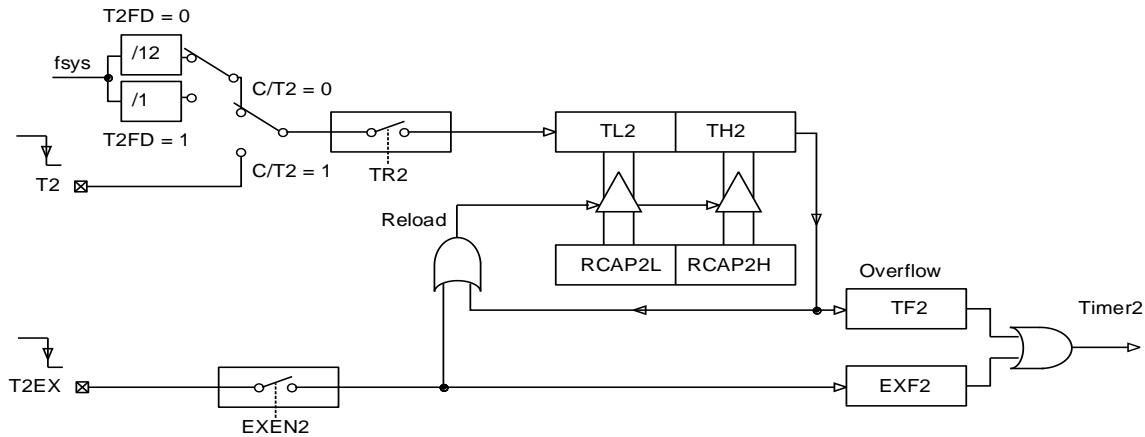 T2FD = 0
/12
fsys
C/T2 = 0
/1
T2FD = 1
TL2 TH2
T2
C/T2 = 1
TR2
Reload
RCAP2L RCAP2H
Overflow
TF2
Timer2
T2EX
EXF2
EXEN2